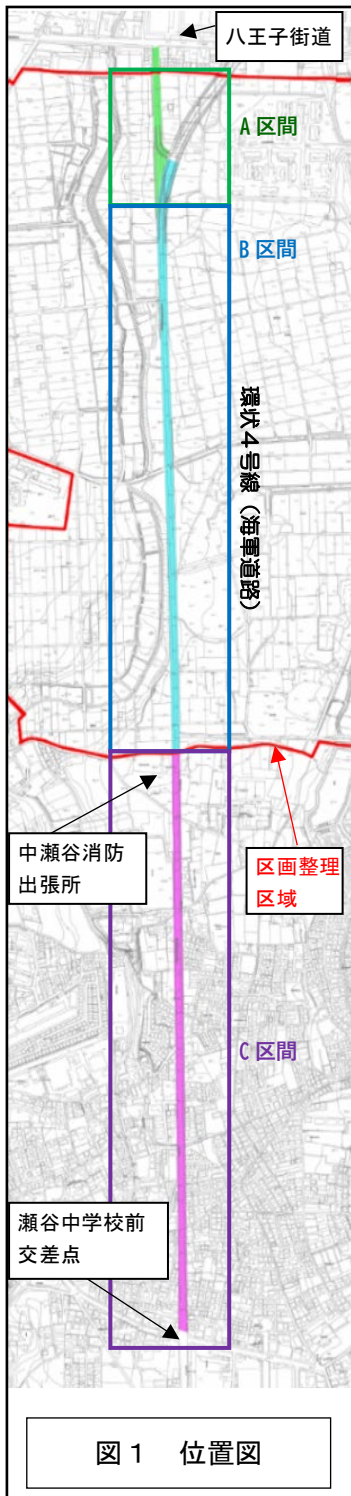 八王子街道
A区間
B区間
環状4号線（海軍道路）
中瀬谷消防
出張所
区画整理
区域
C区間
瀬谷中学校前
交差点
図1　位置図